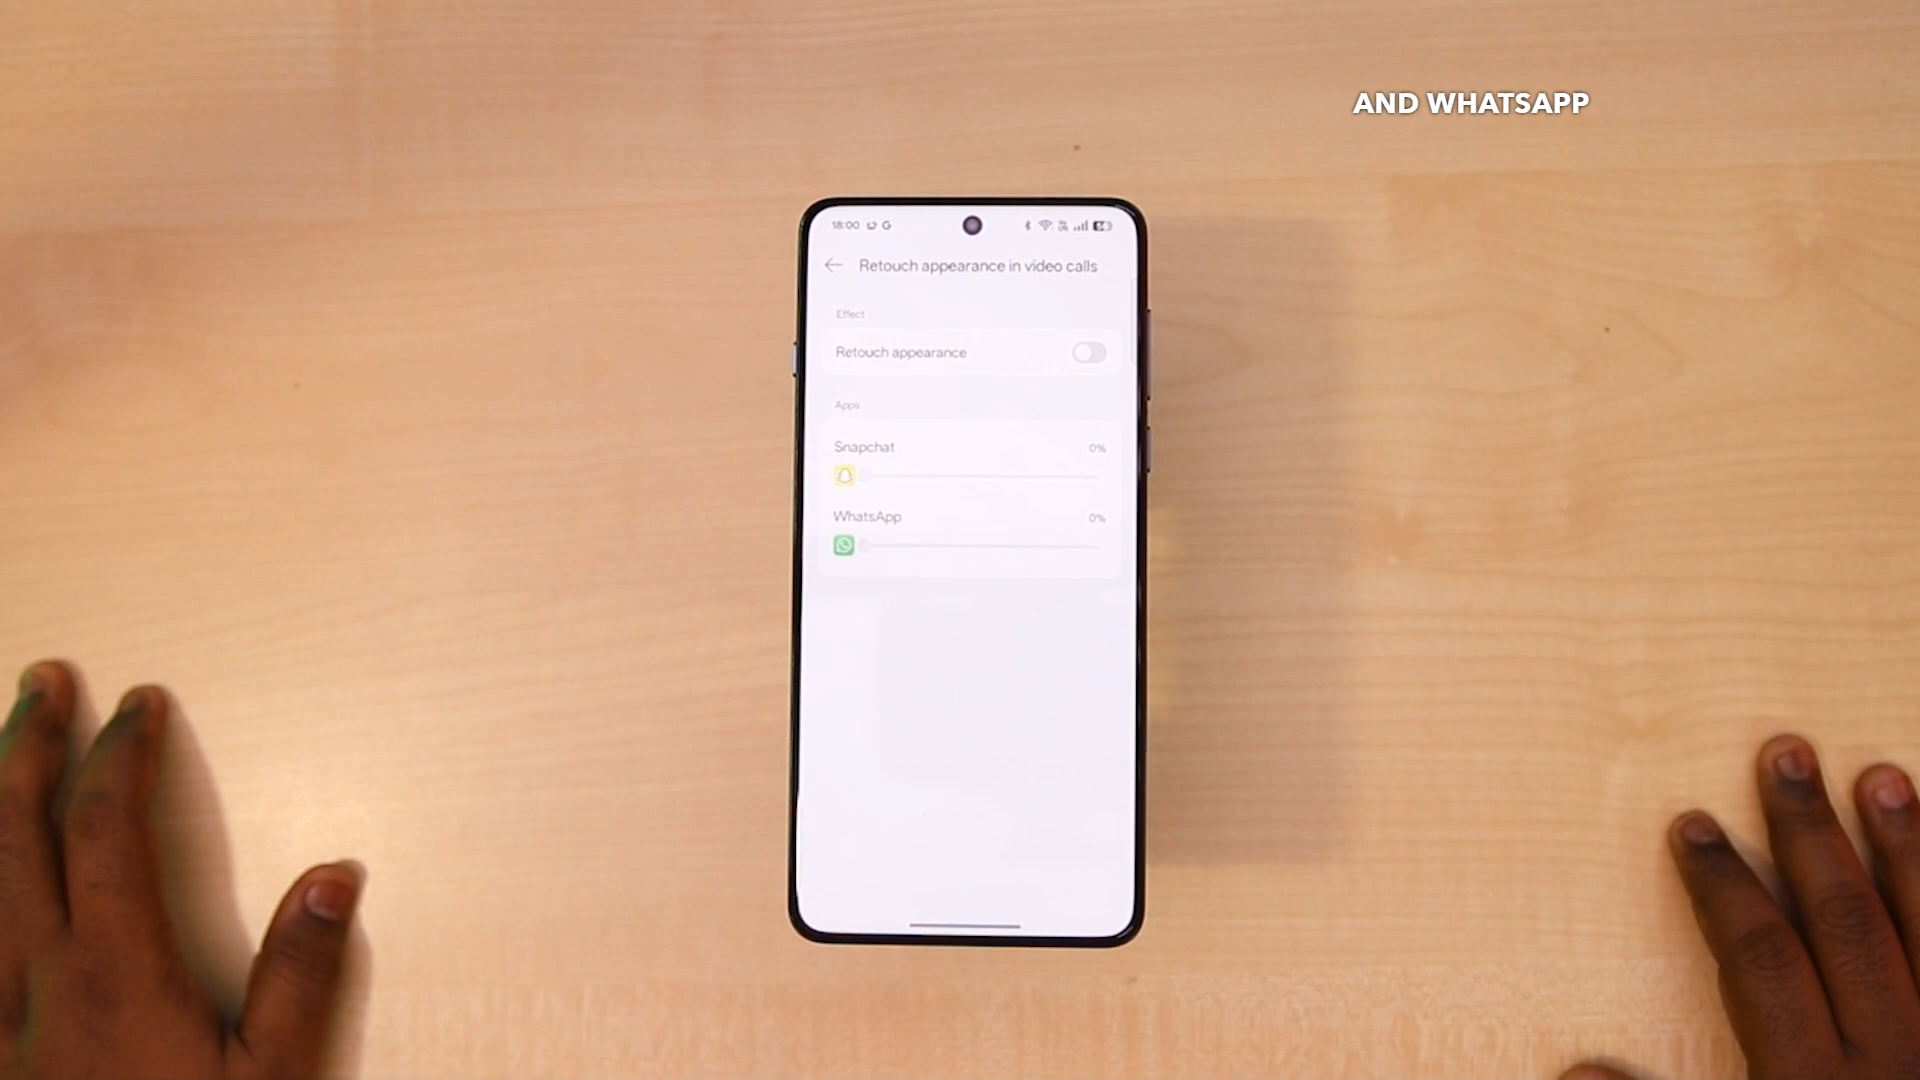 AND WHATSAPP
18:00
Retouch appearance in video calls
Effect
Retouch appearance
Apps
Snapchat 0%
WhatsApp 0%